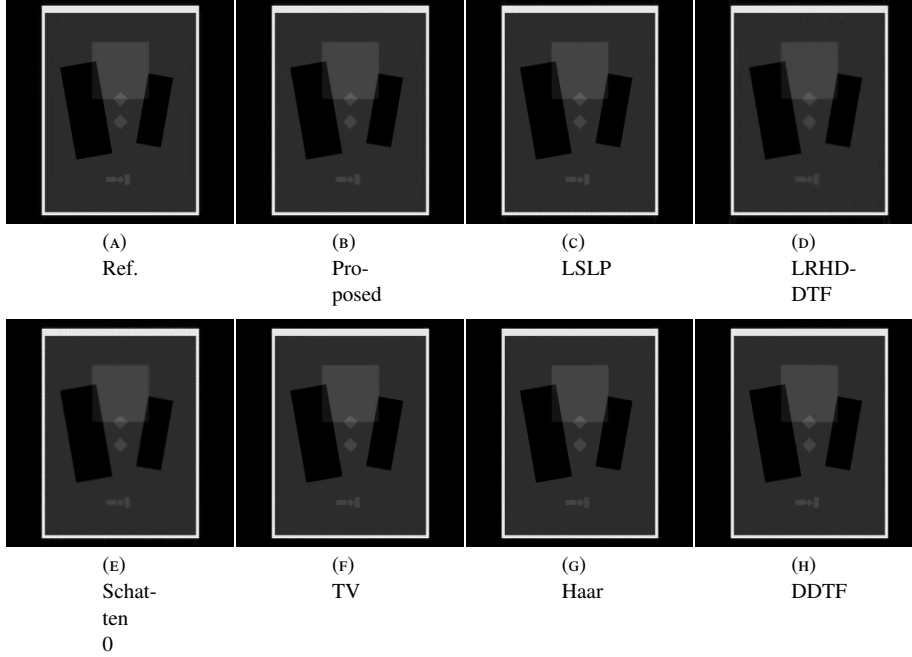 (A)
Ref.
(B)
Pro-
posed
(C)
LSLP
(D)
LRHD-
DTF
(E)
Schat-
ten
0
(F)
TV
(G)
Haar
(H)
DDTF